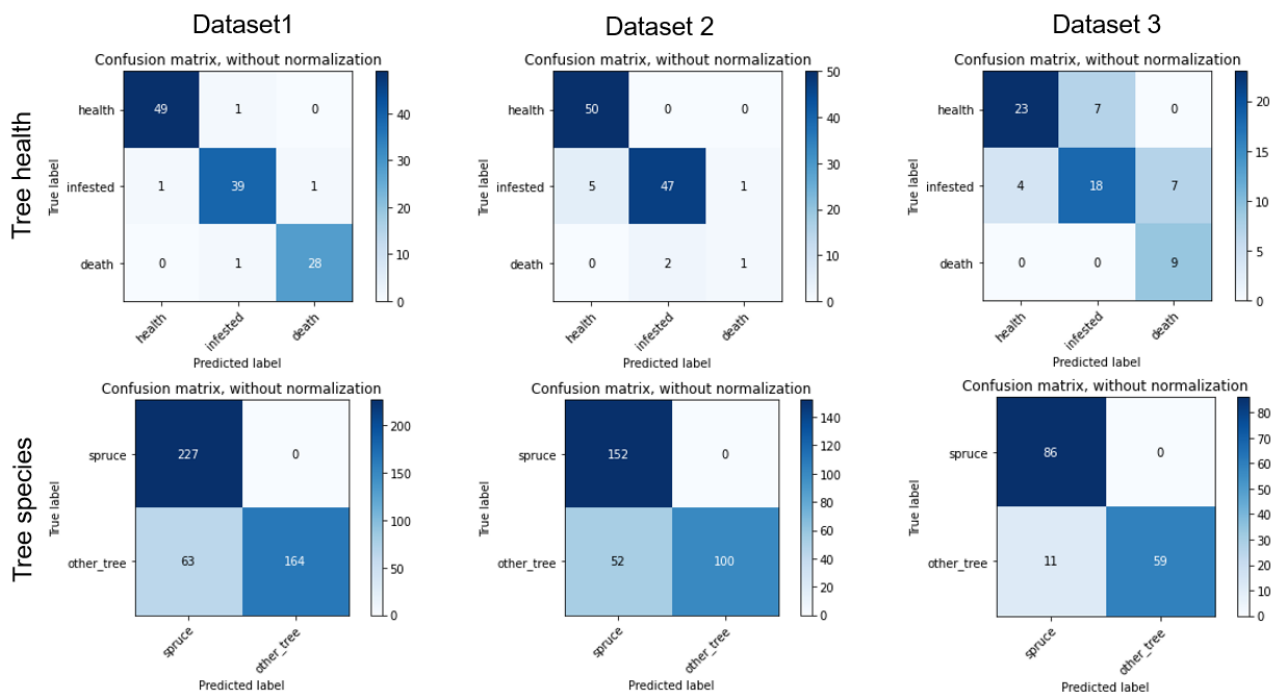 Dataset1
Dataset 2
Dataset 3
Tree health
Confusion matrix, without normalization
True label
health
infested
death
49 1 0
1 39 1
0 1 28
40
30
20
10
0
health
infested
death
Predicted label
Confusion matrix, without normalization
True label
health
infested
death
50 0 0
5 47 1
0 2 1
50
40
30
20
10
0
health
infested
death
Predicted label
Confusion matrix, without normalization
True label
health
infested
death
23 7 0
4 18 7
0 0 9
20
15
10
5
0
health
infested
death
Predicted label
Tree species
Confusion matrix, without normalization
True label
spruce
other_tree
227 0
63 164
200
150
100
50
0
spruce
other_tree
Predicted label
Confusion matrix, without normalization
True label
spruce
other_tree
152 0
52 100
140
120
100
80
60
40
20
0
spruce
other_tree
Predicted label
Confusion matrix, without normalization
True label
spruce
other_tree
86 0
11 59
80
70
60
50
40
30
20
10
0
spruce
other_tree
Predicted label